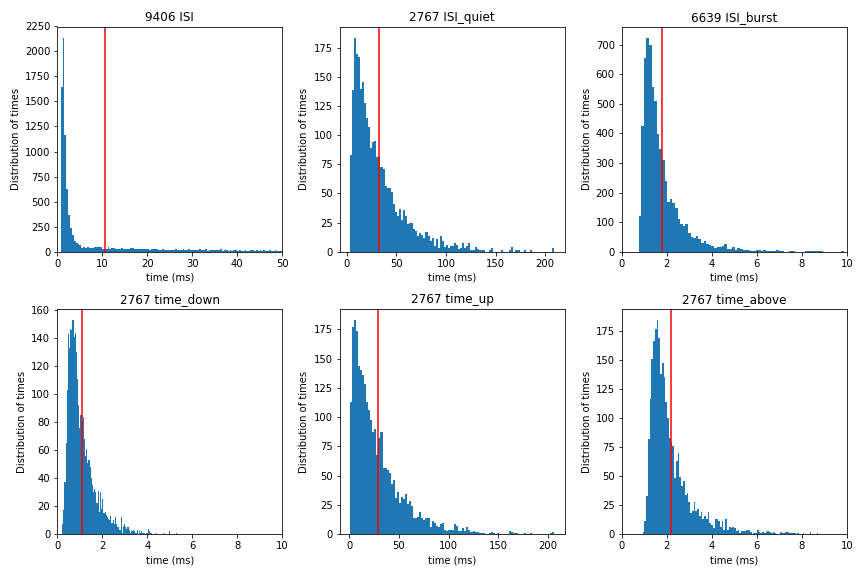 9406 ISI
Distribution of times
2250
2000
1750
1500
1250
1000
750
500
250
0
0 10 20 30 40 50
time (ms)
2767 ISI_quiet
Distribution of times
175
150
125
100
75
50
25
0
0 50 100 150 200
time (ms)
6639 ISI_burst
Distribution of times
700
600
500
400
300
200
100
0
0 2 4 6 8 10
time (ms)
2767 time_down
Distribution of times
160
140
120
100
80
60
40
20
0
0 2 4 6 8 10
time (ms)
2767 time_up
Distribution of times
175
150
125
100
75
50
25
0
0 50 100 150 200
time (ms)
2767 time_above
Distribution of times
175
150
125
100
75
50
25
0
0 2 4 6 8 10
time (ms)